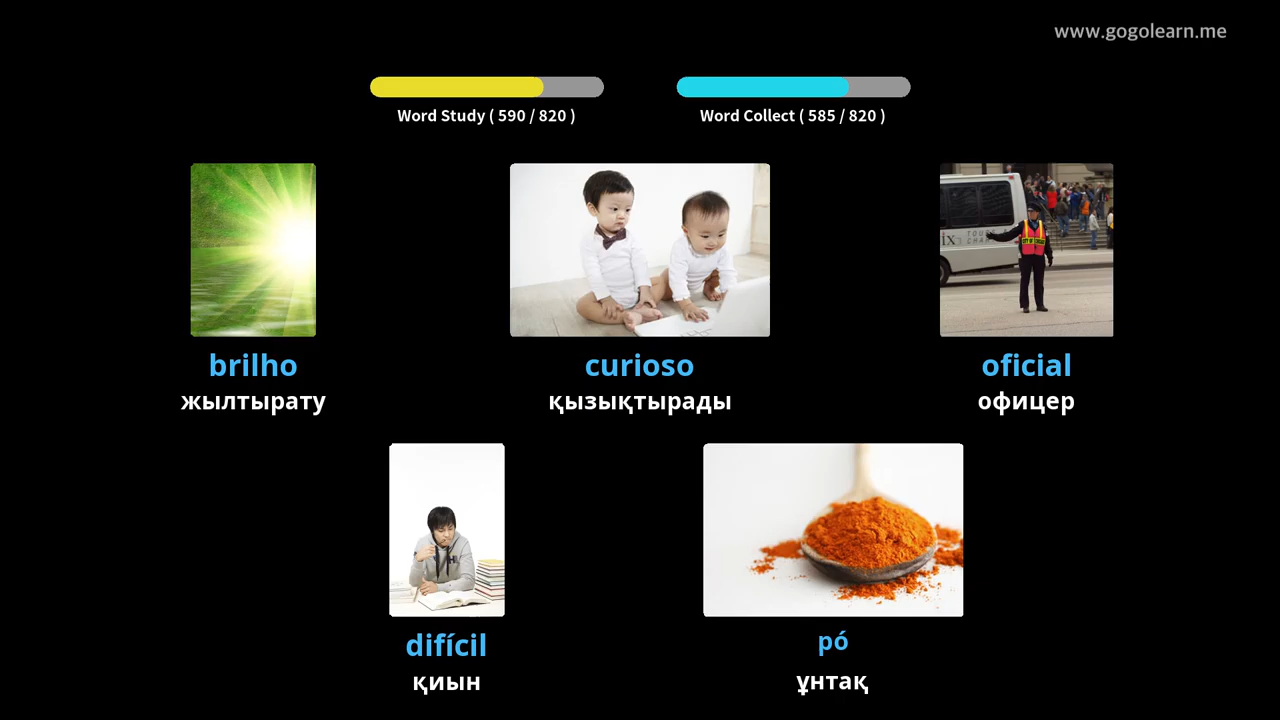 www.gogolearn.me
Word Study ( 590 / 820 )
Word Collect ( 585 / 820 )
brilho
жылтырату
curioso
қызықтырады
oficial
офицер
difícil
қиын
pó
ұнтақ